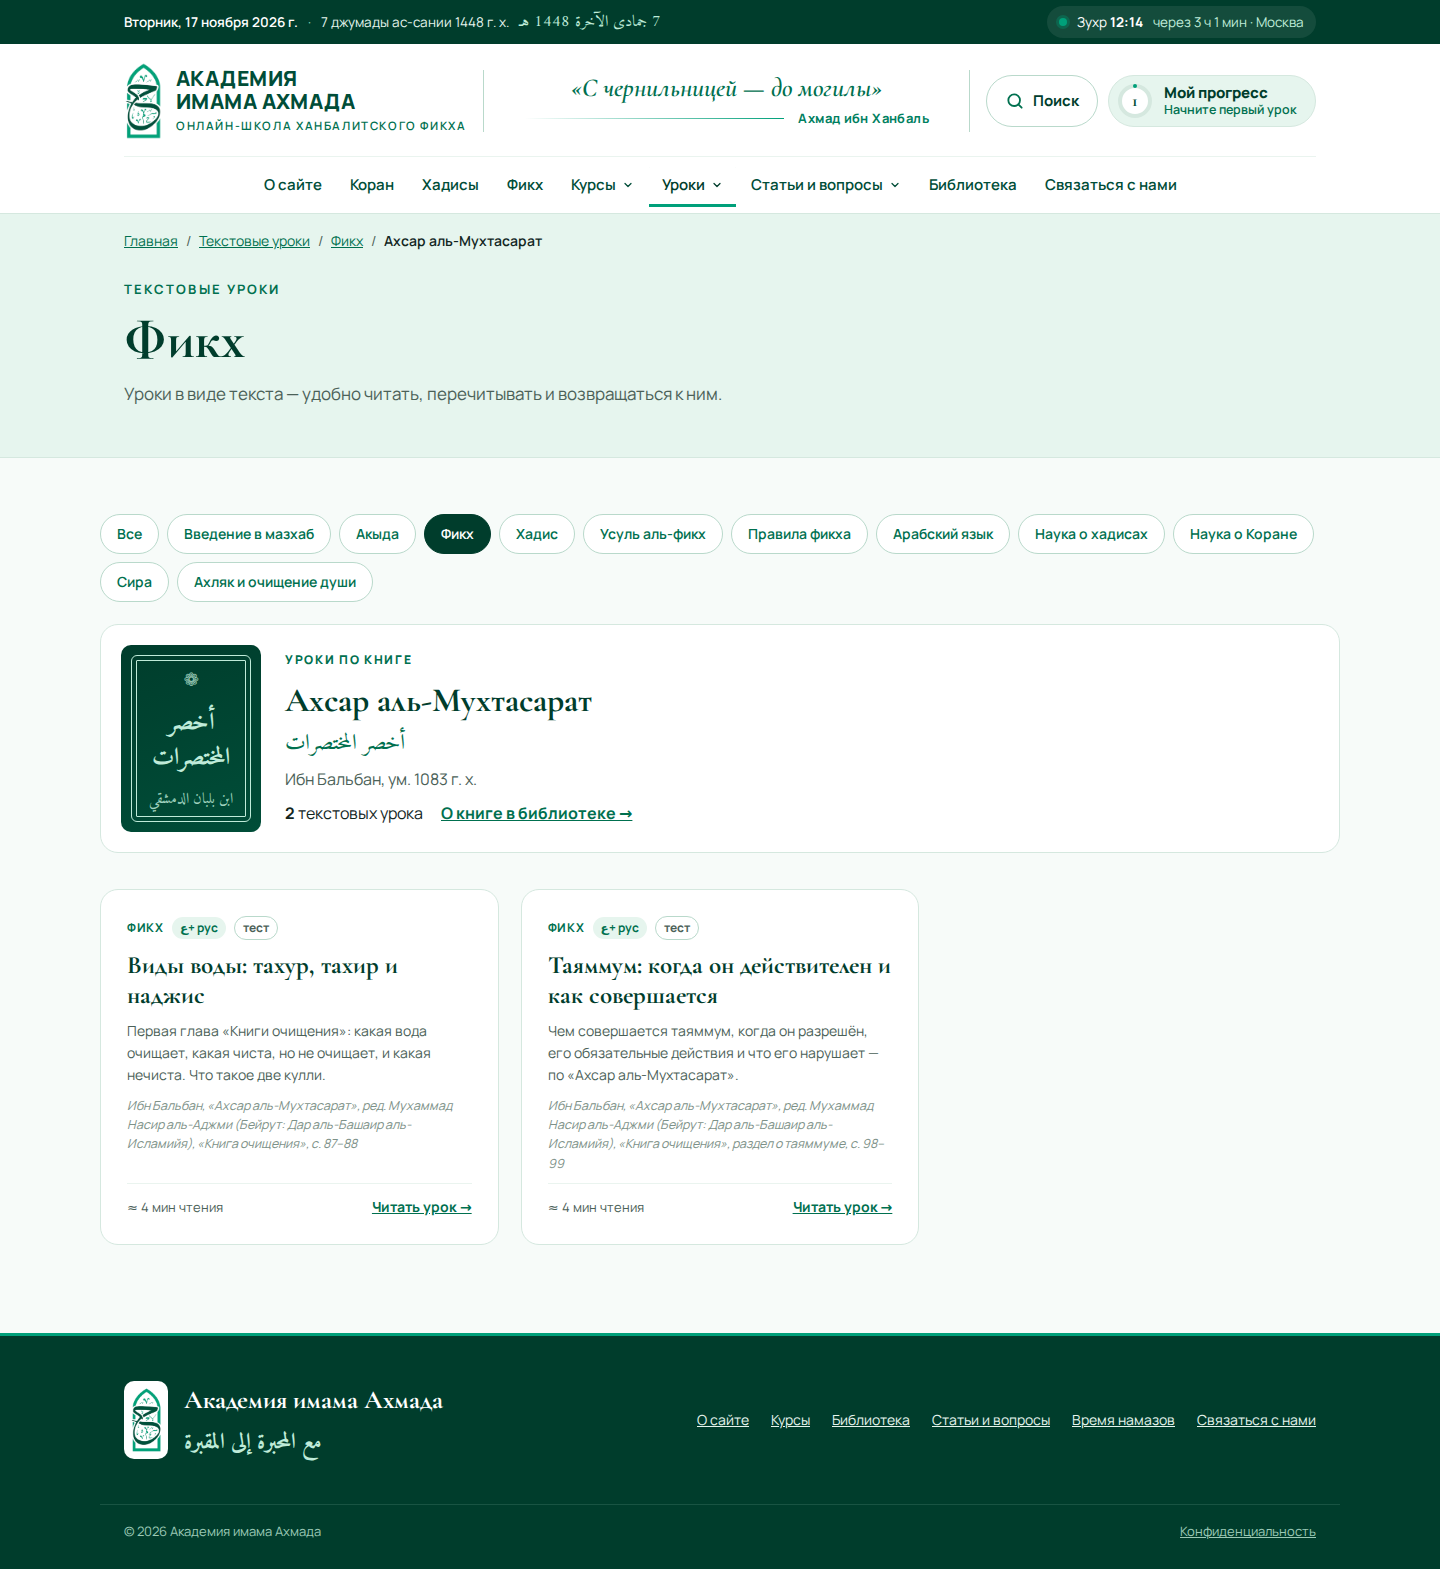 Вторник, 17 ноября 2026 г. · 7 джумады ас-сании 1448 г. х. 7 جمادى الآخرة 1448 هـ
Зухр 12:14 через 3 ч 1 мин · Москва
АКАДЕМИЯ
ИМАМА АХМАДА
ОНЛАЙН-ШКОЛА ХАНБАЛИТСКОГО ФИКХА
«С чернильницей — до могилы»
Ахмад ибн Ханбаль
Поиск
1
Мой прогресс
Начните первый урок
О сайте Коран Хадисы Фикх Курсы Уроки Статьи и вопросы Библиотека Связаться с нами
Главная / Текстовые уроки / Фикх / Ахсар аль-Мухтасарат
ТЕКСТОВЫЕ УРОКИ
Фикх
Уроки в виде текста — удобно читать, перечитывать и возвращаться к ним.
Все Введение в мазхаб Акыда Фикх Хадис Усуль аль-фикх Правила фикха Арабский язык Наука о хадисах Наука о Коране
Сира Ахляк и очищение души
أخصر
المختصرات
ابن بلبان الدمشقي
УРОКИ ПО КНИГЕ
Ахсар аль-Мухтасарат
أخصر المختصرات
Ибн Бальбан, ум. 1083 г. х.
2 текстовых урока О книге в библиотеке →
ФИКХ ع + рус тест
Виды воды: тахур, тахир и
наджис
Первая глава «Книги очищения»: какая вода
очищает, какая чиста, но не очищает, и какая
нечиста. Что такое две кулли.
Ибн Бальбан, «Ахсар аль-Мухтасарат», ред. Мухаммад
Насир аль-Аджми (Бейрут: Дар аль-Башаир аль-
Исламийя), «Книга очищения», с. 87–88
≈ 4 мин чтения Читать урок →
ФИКХ ع + рус тест
Таяммум: когда он действителен и
как совершается
Чем совершается таяммум, когда он разрешён,
его обязательные действия и что его нарушает —
по «Ахсар аль-Мухтасарат».
Ибн Бальбан, «Ахсар аль-Мухтасарат», ред. Мухаммад
Насир аль-Аджми (Бейрут: Дар аль-Башаир аль-
Исламийя), «Книга очищения», раздел о таяммуме, с. 98–
99
≈ 4 мин чтения Читать урок →
Академия имама Ахмада
مع المحبرة إلى المقبرة
О сайте Курсы Библиотека Статьи и вопросы Время намазов Связаться с нами
© 2026 Академия имама Ахмада
Конфиденциальность